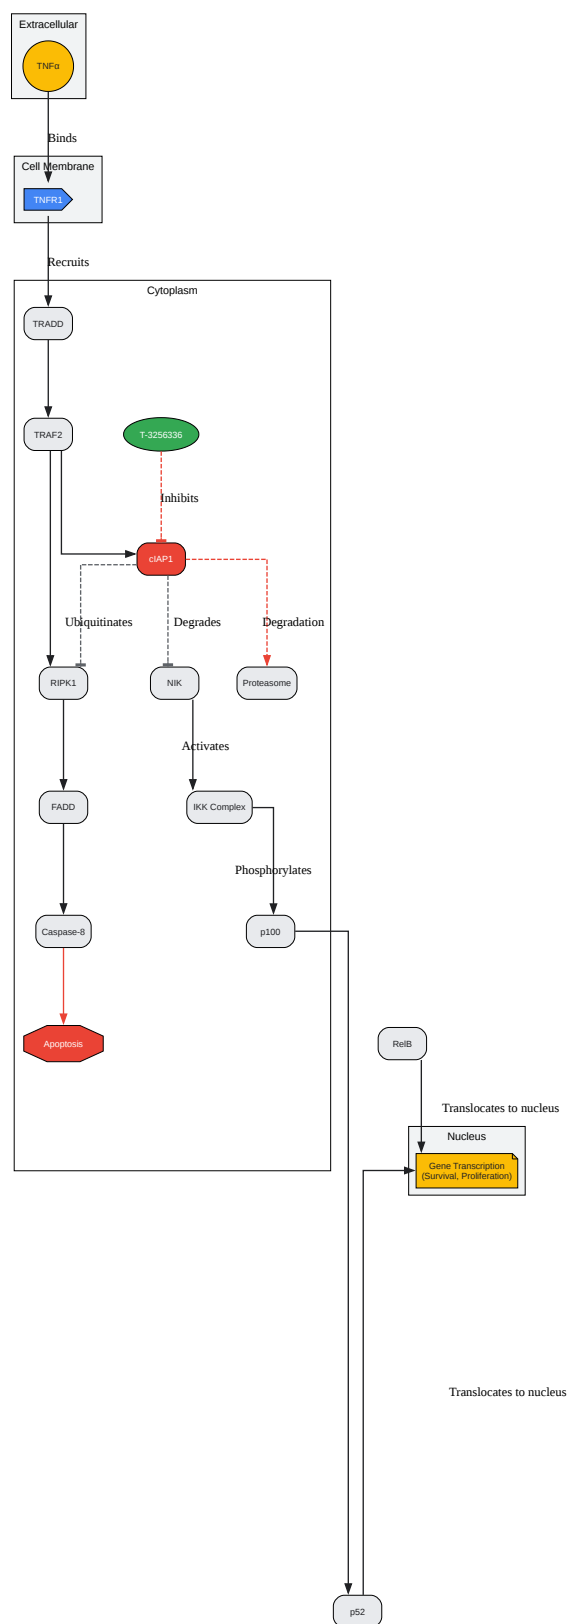 Extracellular
TNFα
Binds
Cell Membrane
TNFR1
Recruits
Cytoplasm
TRADD
TRAF2
T-3256336
Inhibits
cIAP1
Ubiquitinates
Degrades
Degradation
RIPK1
NIK
Proteasome
Activates
FADD
IKK Complex
Phosphorylates
Caspase-8
p100
Apoptosis
RelB
Translocates to nucleus
Nucleus
Gene Transcription
(Survival, Proliferation)
Translocates to nucleus
p52